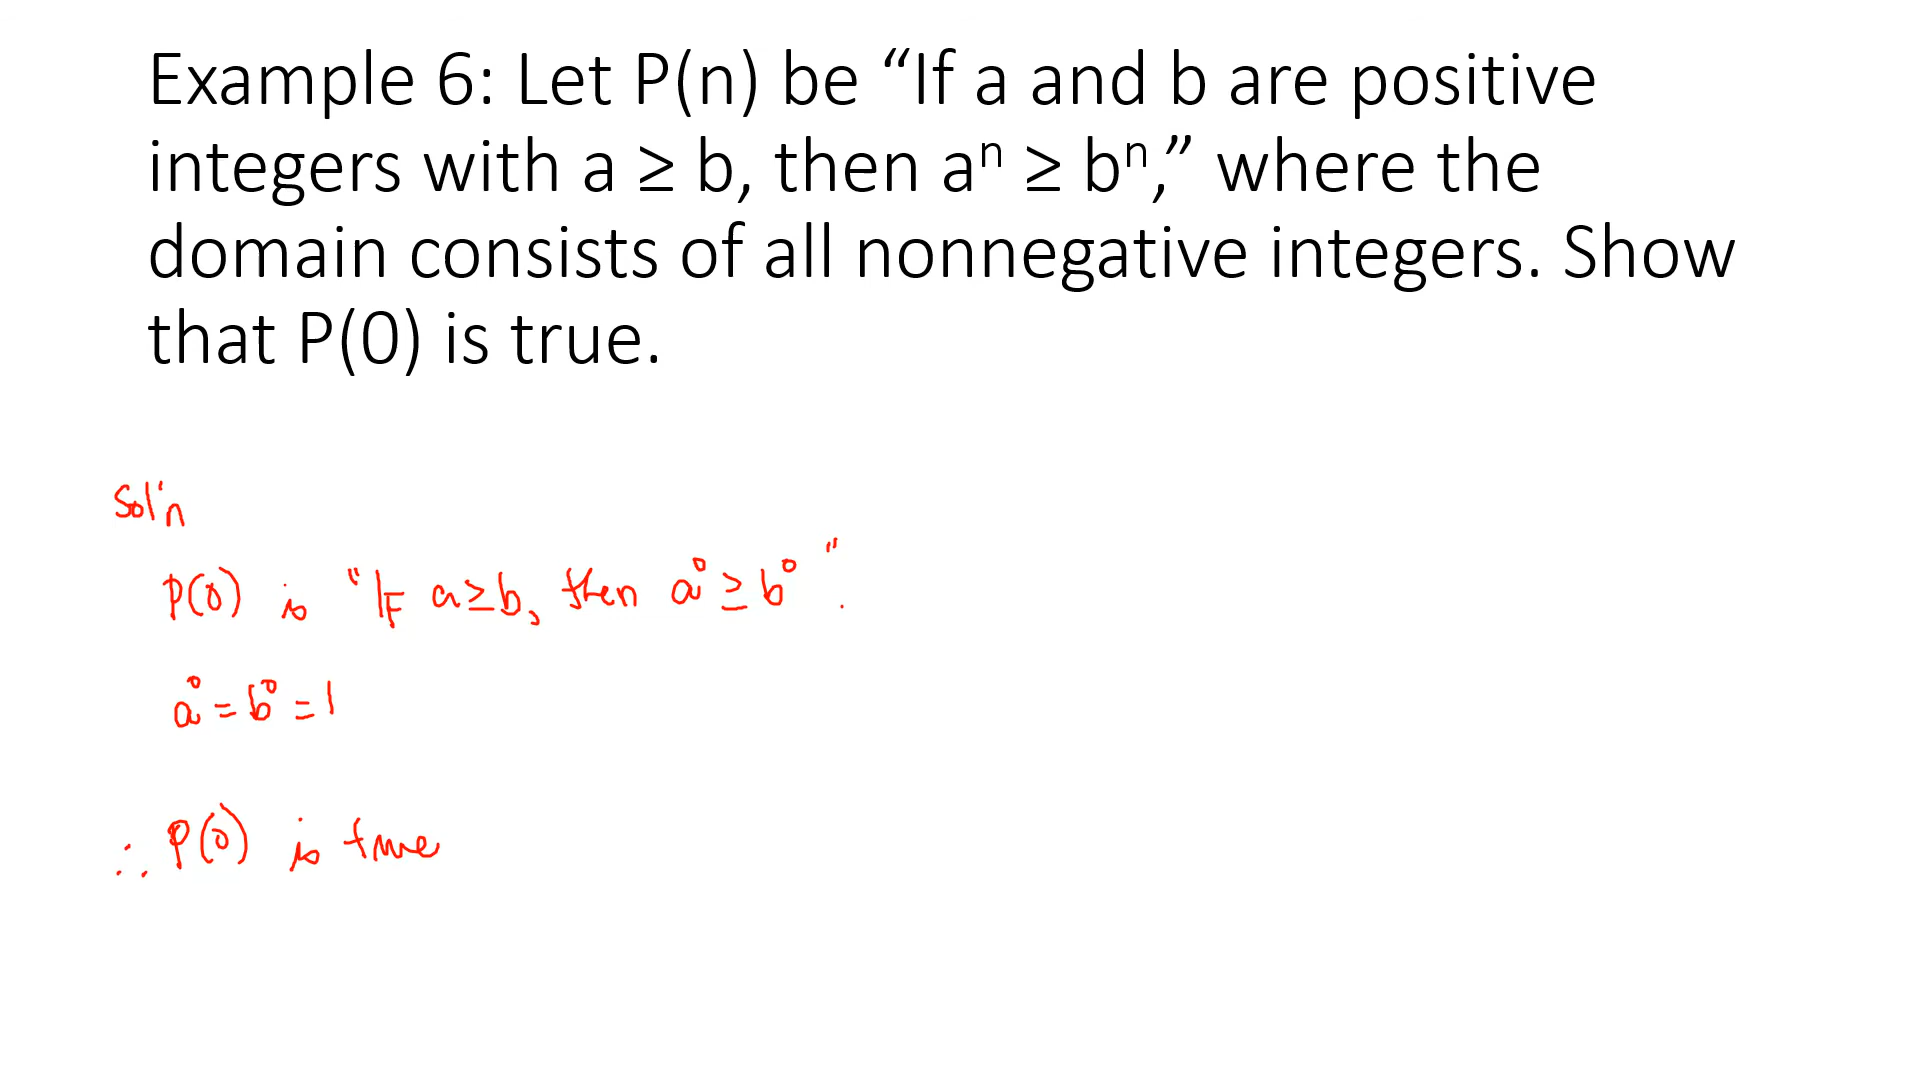 Example 6: Let P(n) be “If a and b are positive
integers with a ≥ b, then aⁿ ≥ bⁿ,” where the
domain consists of all nonnegative integers. Show
that P(0) is true.
Sol'n
P(0) is "If a≥b, then a⁰ ≥ b⁰".
a⁰ = b⁰ = 1
∴ P(0) is true